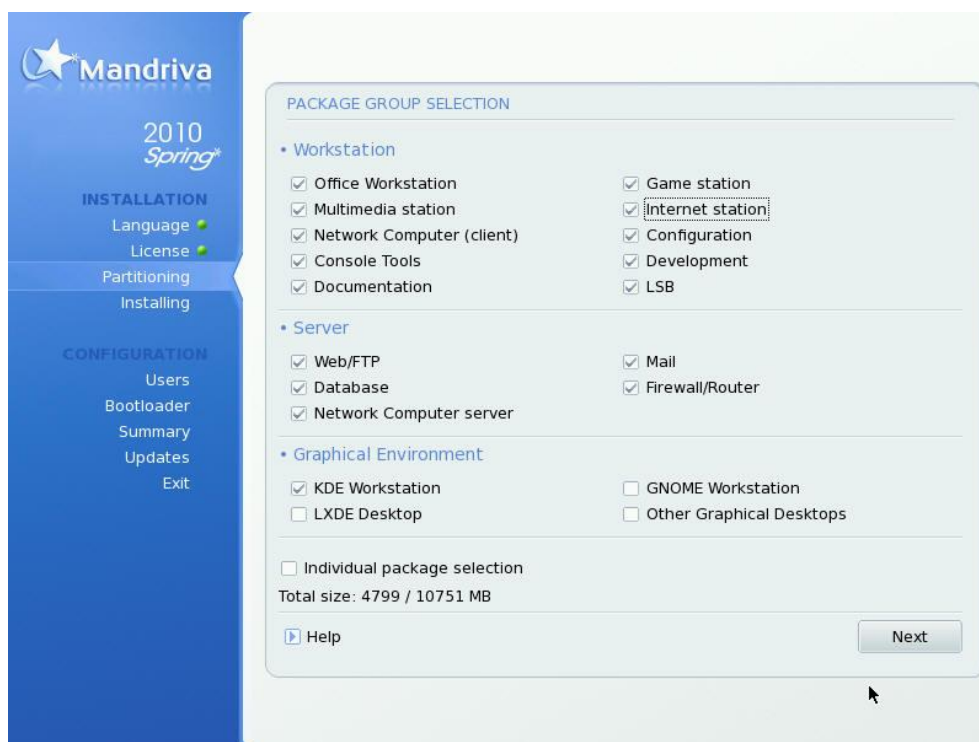 Mandriva
2010
Spring*
INSTALLATION
Language
License
Partitioning
Installing
CONFIGURATION
Users
Bootloader
Summary
Updates
Exit
PACKAGE GROUP SELECTION
• Workstation
Office Workstation
Game station
Multimedia station
Internet station
Network Computer (client)
Configuration
Console Tools
Development
Documentation
LSB
• Server
Web/FTP
Mail
Database
Firewall/Router
Network Computer server
• Graphical Environment
KDE Workstation
GNOME Workstation
LXDE Desktop
Other Graphical Desktops
Individual package selection
Total size: 4799 / 10751 MB
Help
Next